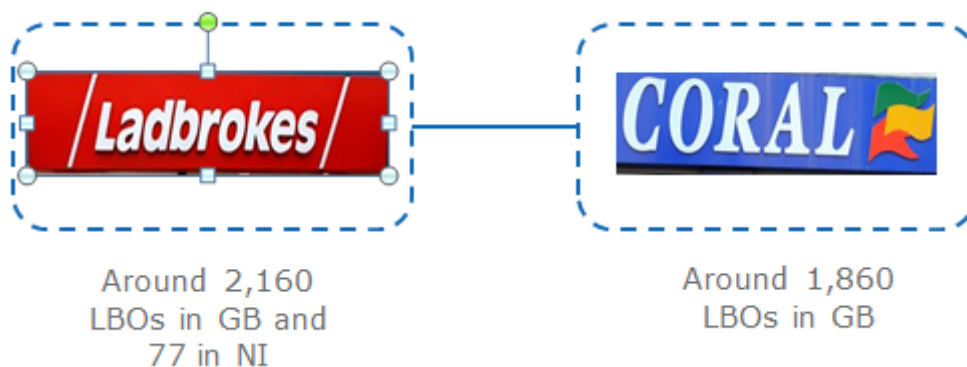 Ladbrokes
CORAL
Around 2,160
LBOs in GB and
77 in NI
Around 1,860
LBOs in GB